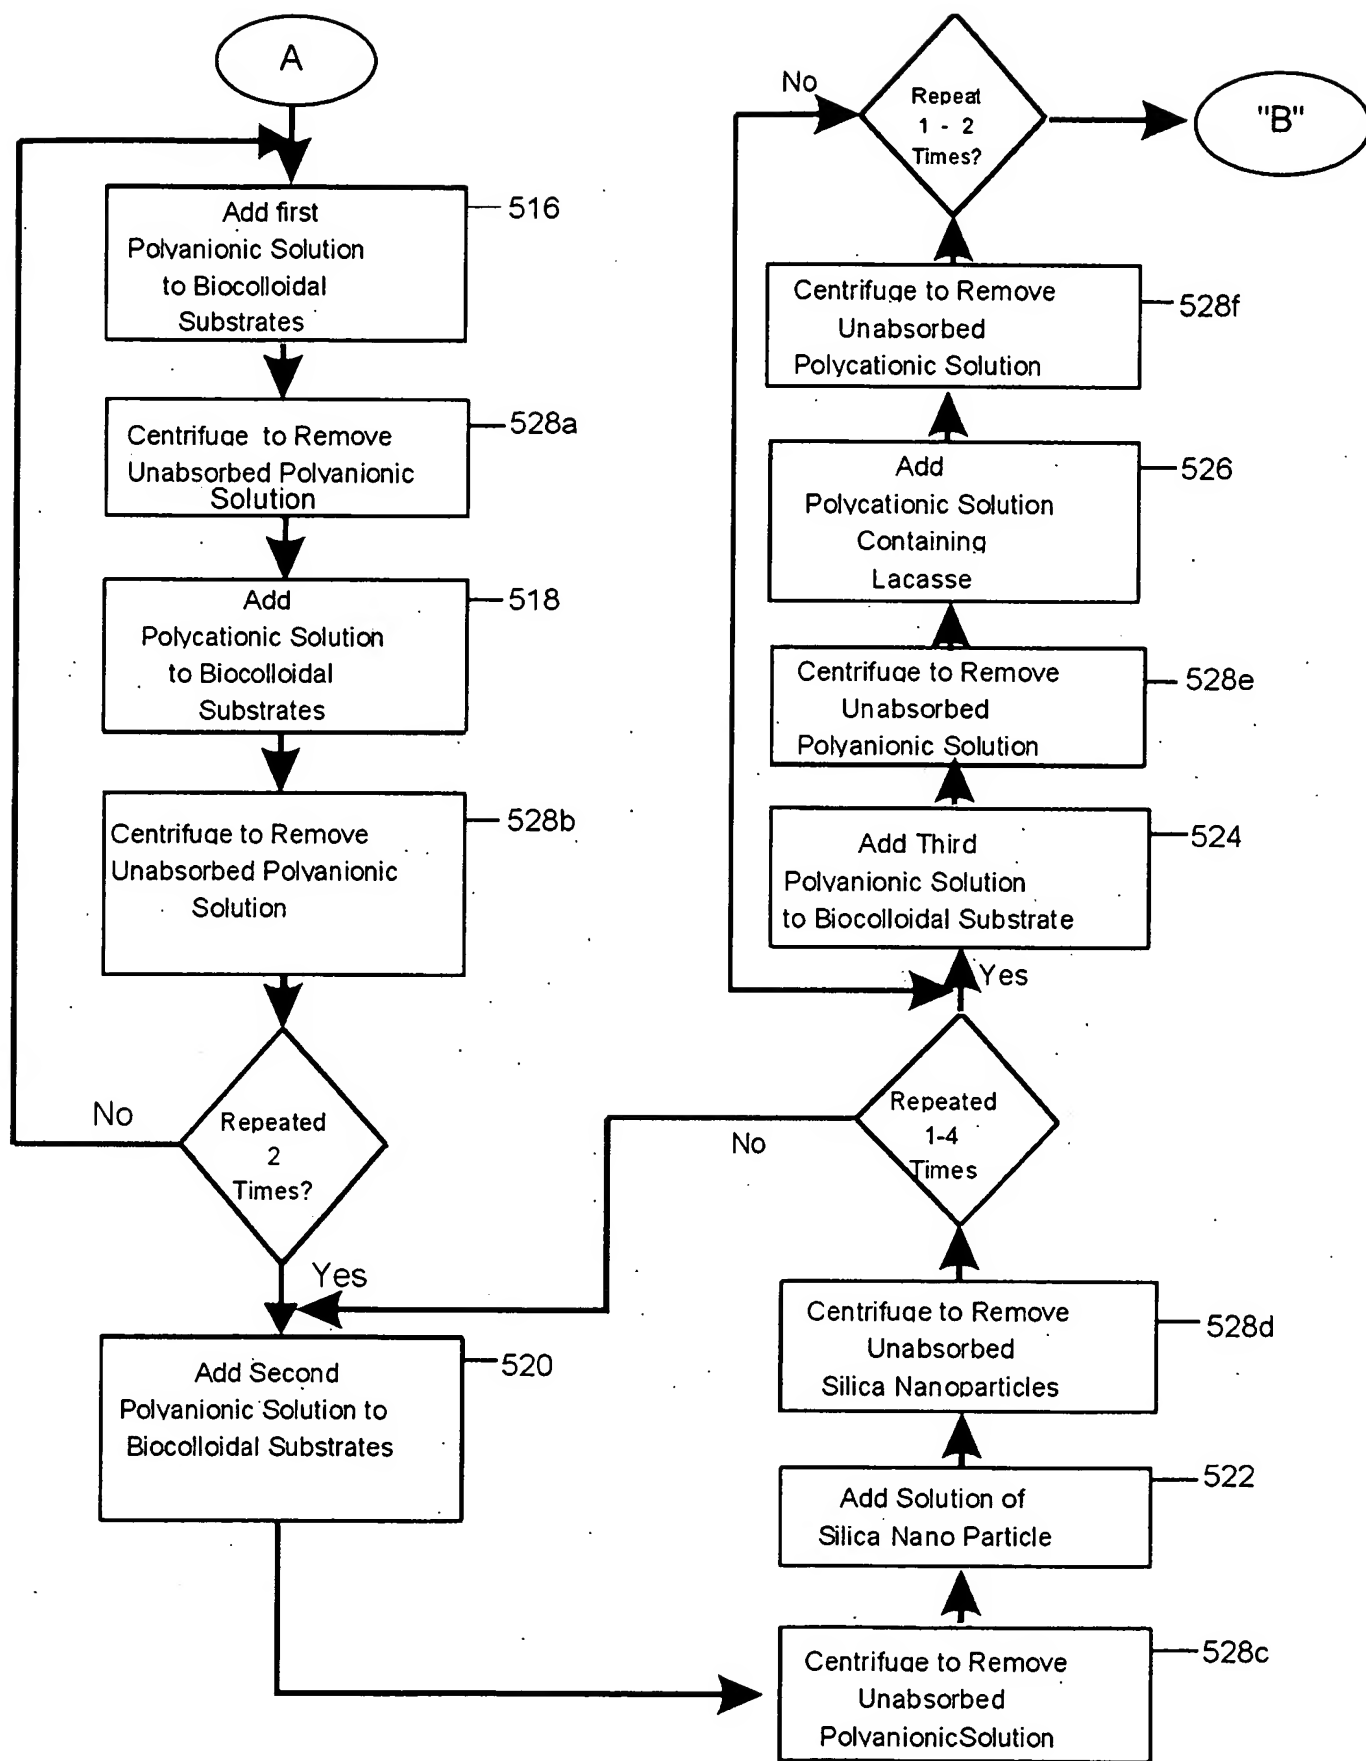 A
Add first
Polyanionic Solution
to Biocolloidal
Substrates
516
Centrifuge to Remove
Unabsorbed Polyanionic
Solution
528a
Add
Polycationic Solution
to Biocolloidal
Substrates
518
Centrifuge to Remove
Unabsorbed Polyanionic
Solution
528b
Repeated
2
Times?
No
Yes
Add Second
Polyanionic Solution to
Biocolloidal Substrates
520
Centrifuge to Remove
Unabsorbed
PolyanionicSolution
528c
Add Solution of
Silica Nano Particle
522
Centrifuge to Remove
Unabsorbed
Silica Nanoparticles
528d
Repeated
1-4
Times
No
Yes
Add Third
Polyanionic Solution
to Biocolloidal Substrate
524
Centrifuge to Remove
Unabsorbed
Polyanionic Solution
528e
Add
Polycationic Solution
Containing
Lacasse
526
Centrifuge to Remove
Unabsorbed
Polycationic Solution
528f
Repeat
1 - 2
Times?
No
"B"